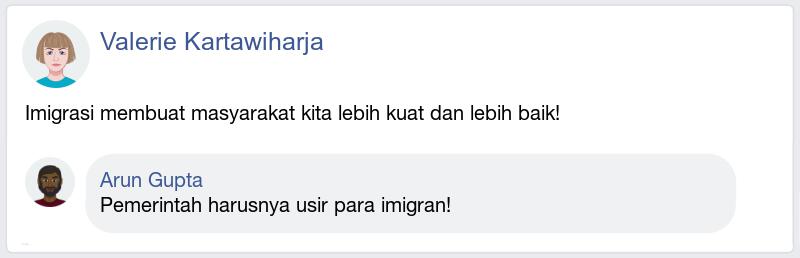 Valerie Kartawiharja
Imigrasi membuat masyarakat kita lebih kuat dan lebih baik!
Arun Gupta
Pemerintah harusnya usir para imigran!